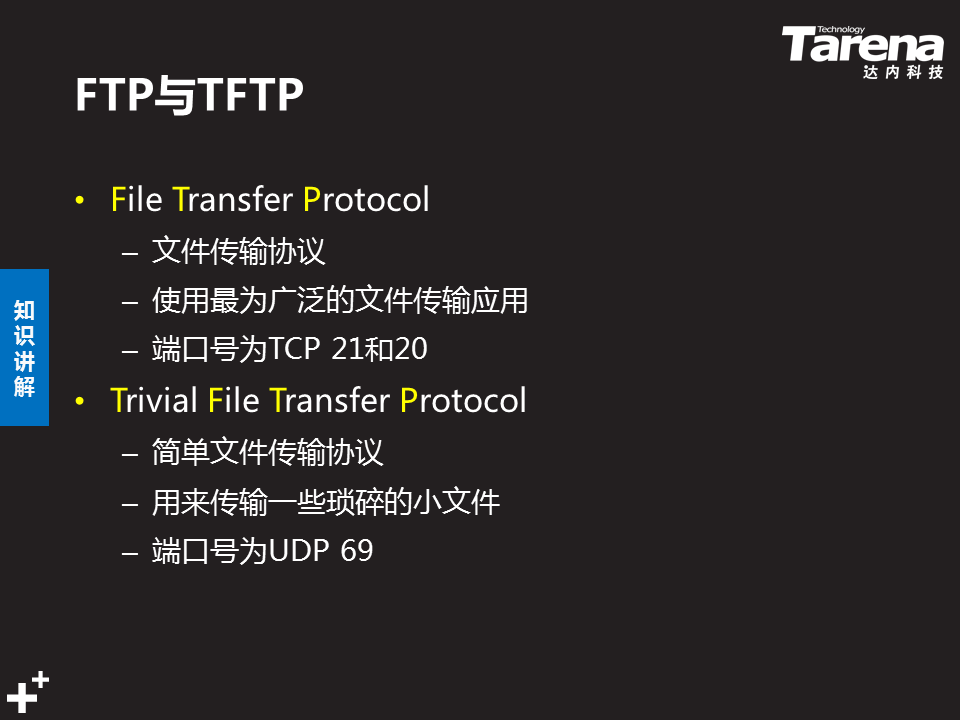 Technology
Tarena
达内科技
FTP与TFTP
• File Transfer Protocol
– 文件传输协议
– 使用最为广泛的文件传输应用
– 端口号为TCP 21和20
知识讲解
• Trivial File Transfer Protocol
– 简单文件传输协议
– 用来传输一些琐碎的小文件
– 端口号为UDP 69